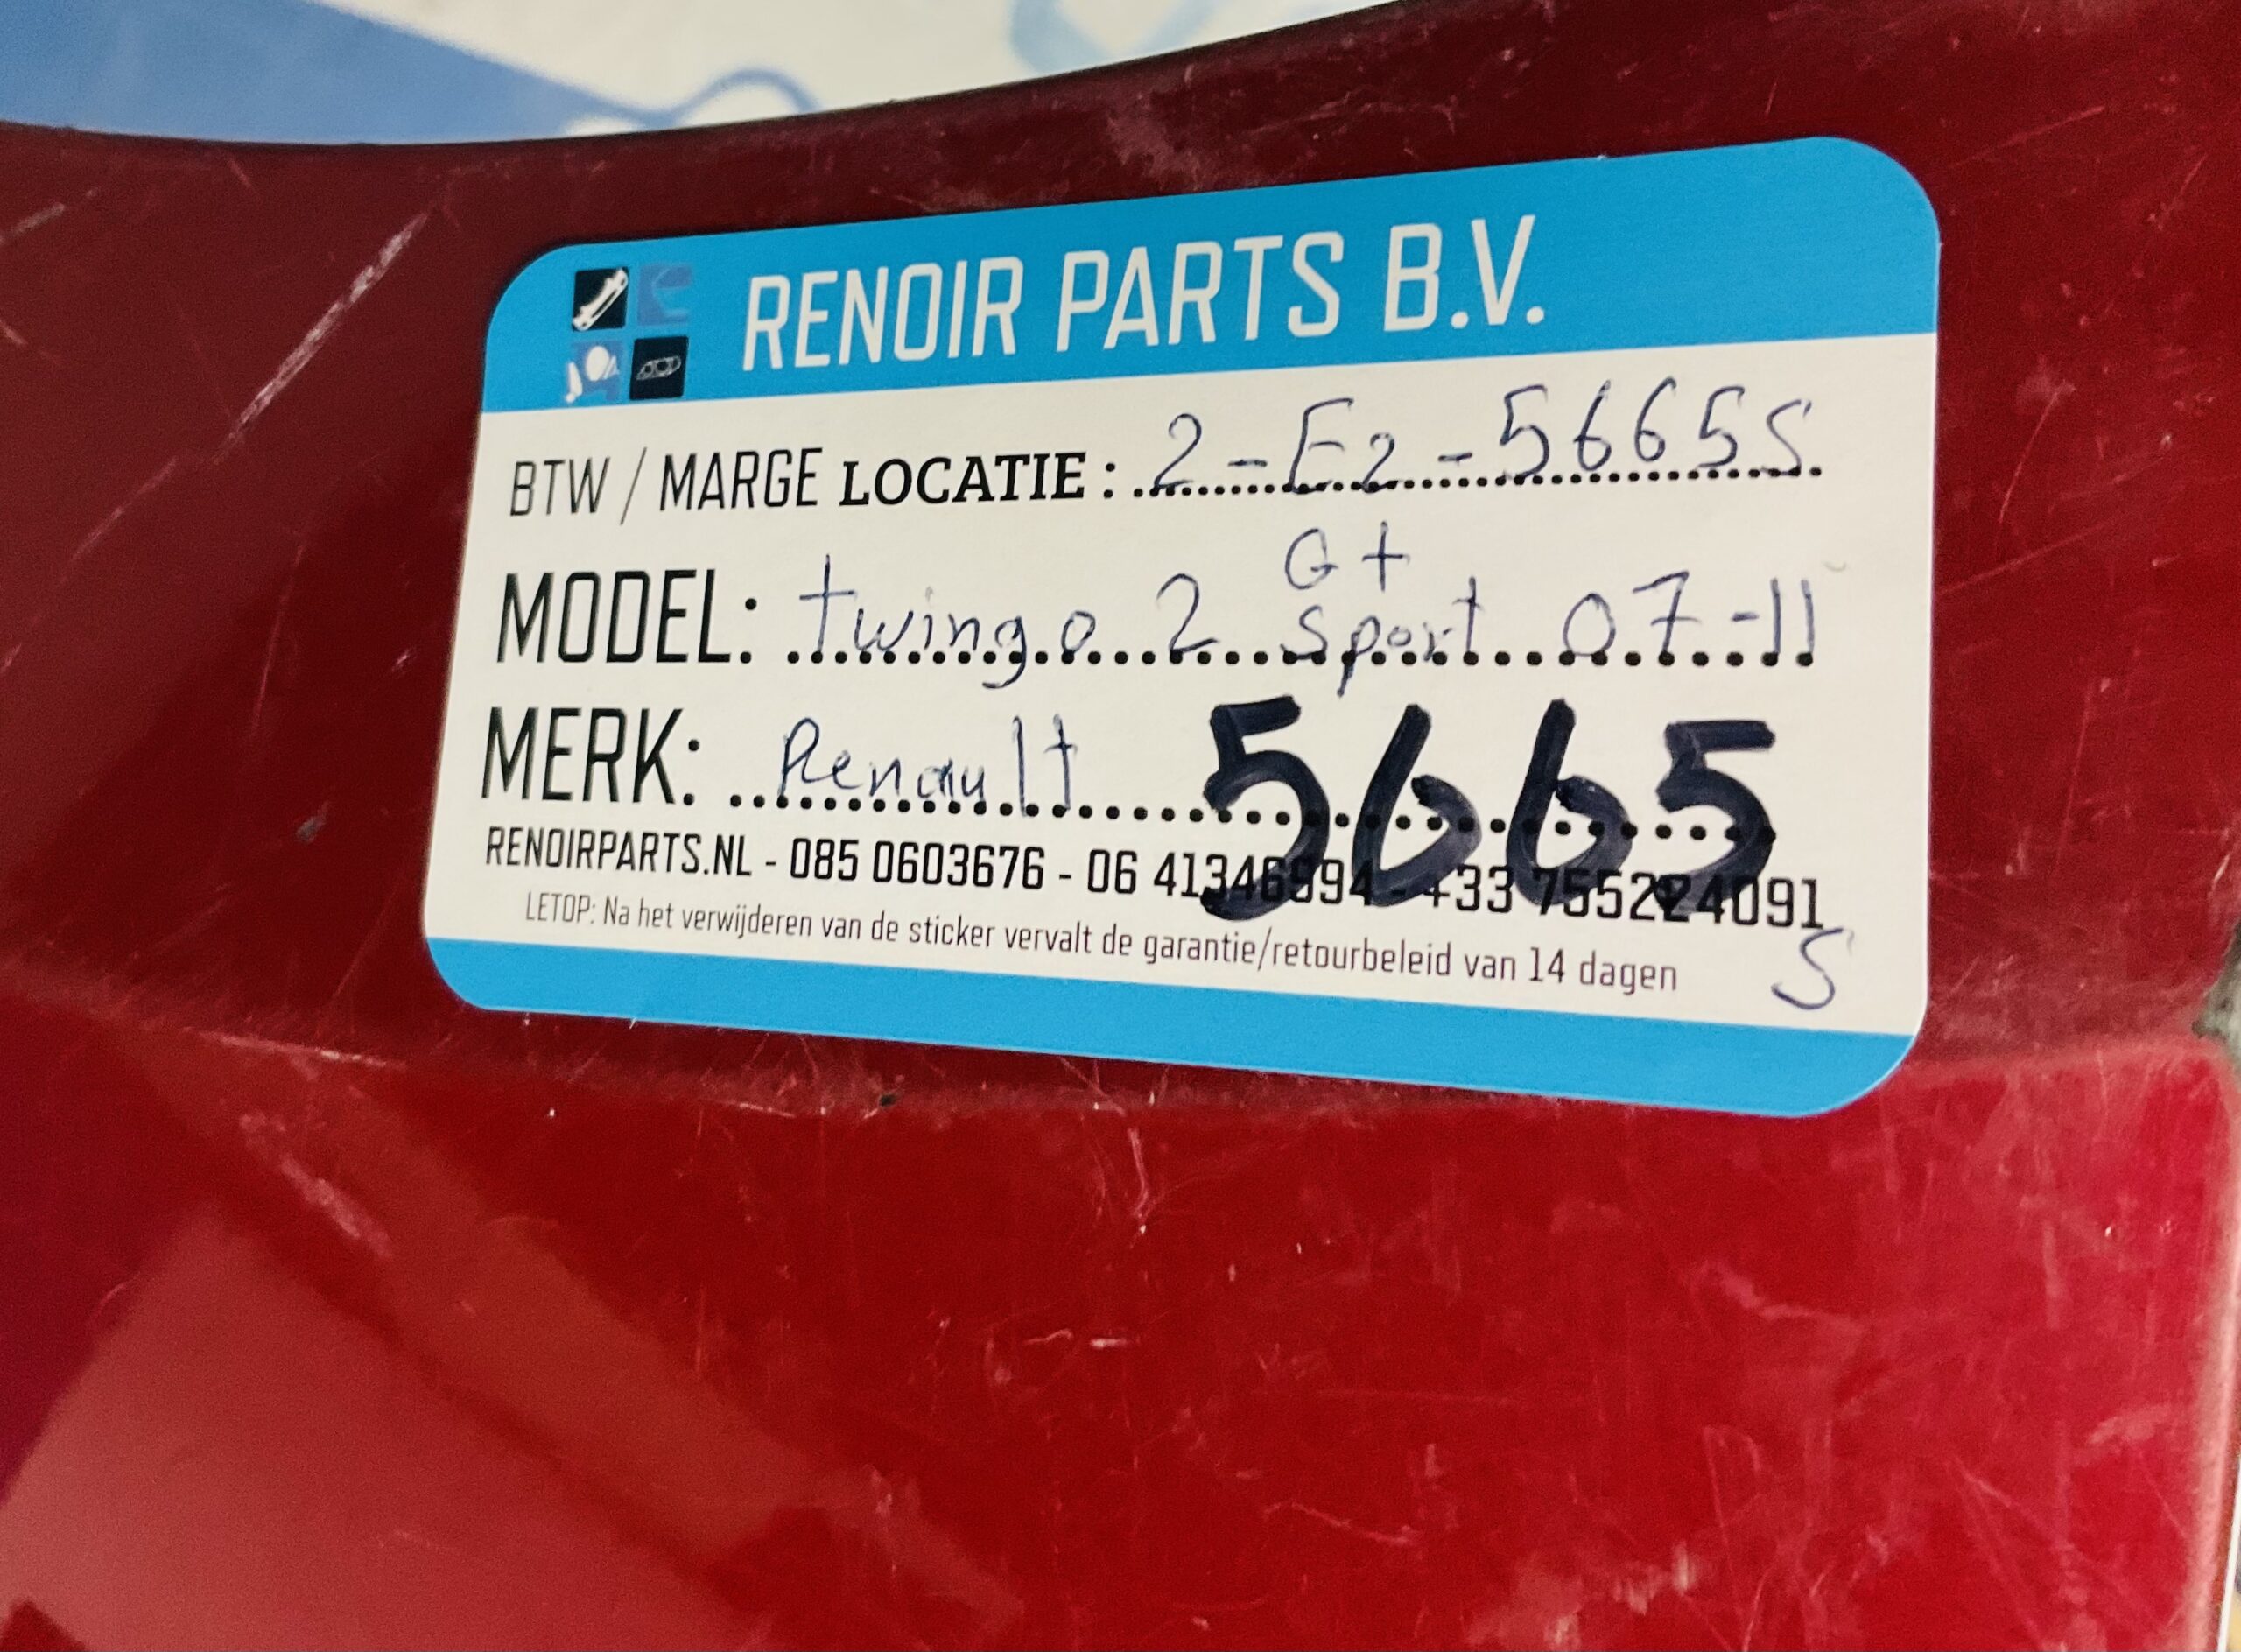 RENOIR PARTS B.V.
BTW / MARGE LOCATIE : 2-E2-5665S
Gt
MODEL: twingo 2 Sport 07-11
MERK: Renault 5665
RENOIRPARTS.NL - 085 0603676 - 06 41346994 - +33 755224091
S
LETOP: Na het verwijderen van de sticker vervalt de garantie/retourbeleid van 14 dagen